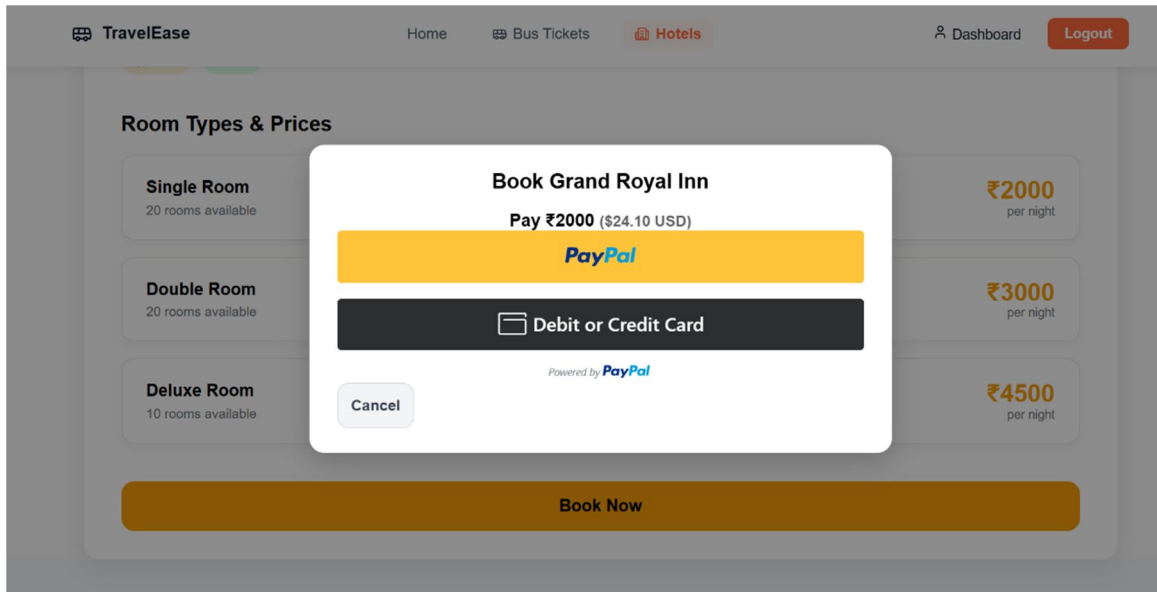 TravelEase Home Bus Tickets Hotels Dashboard Logout
Room Types & Prices
Single Room
20 rooms available
₹2000
per night
Double Room
20 rooms available
₹3000
per night
Deluxe Room
10 rooms available
₹4500
per night
Book Now
Book Grand Royal Inn
Pay ₹2000 ($24.10 USD)
PayPal
Debit or Credit Card
Powered by PayPal
Cancel